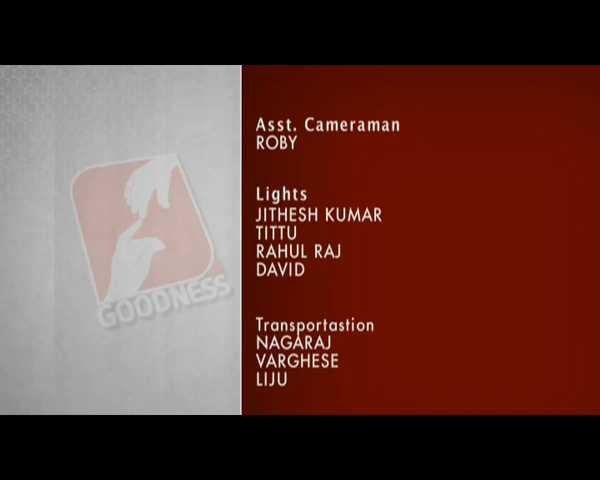 GOODNESS
Asst. Cameraman
ROBY
Lights
JITHESH KUMAR
TITTU
RAHUL RAJ
DAVID
Transportastion
NAGARAJ
VARGHESE
LIJU